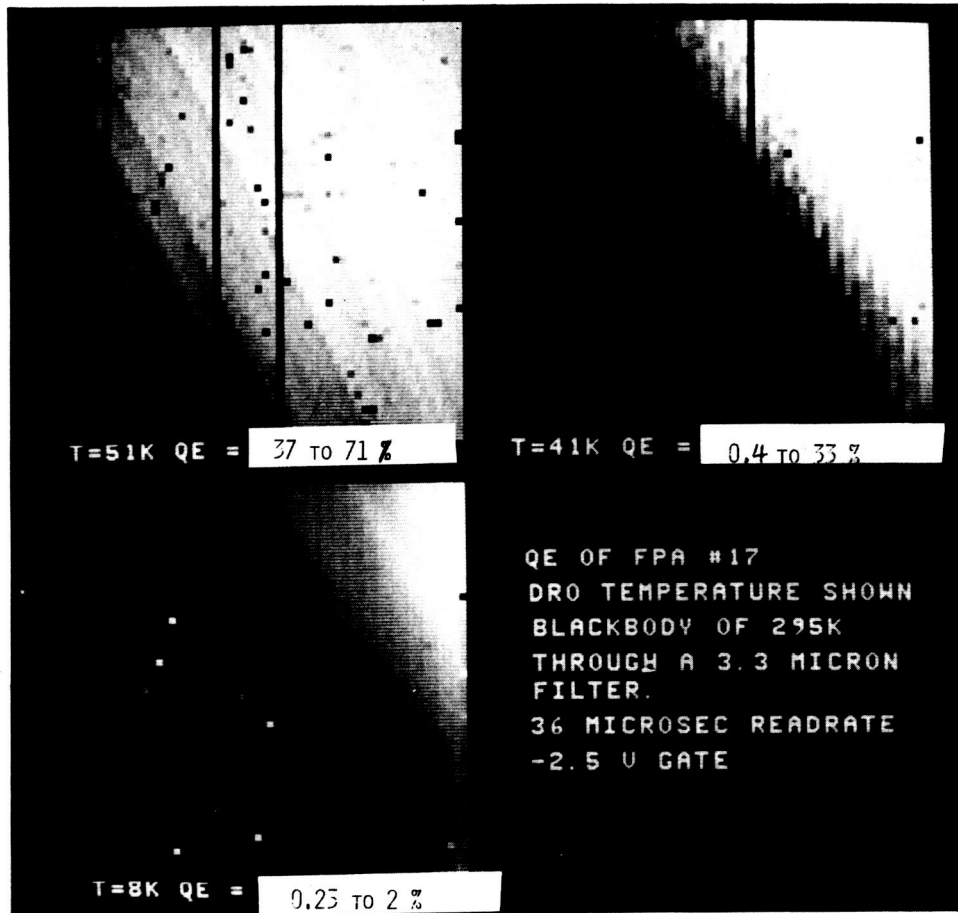 T=51K QE = 37 TO 71 %
T=41K QE = 0.4 TO 33 %
QE OF FPA #17
DRO TEMPERATURE SHOWN
BLACKBODY OF 295K
THROUGH A 3.3 MICRON
FILTER.
36 MICROSEC READRATE
-2.5 V GATE
T=8K QE = 0.25 TO 2 %